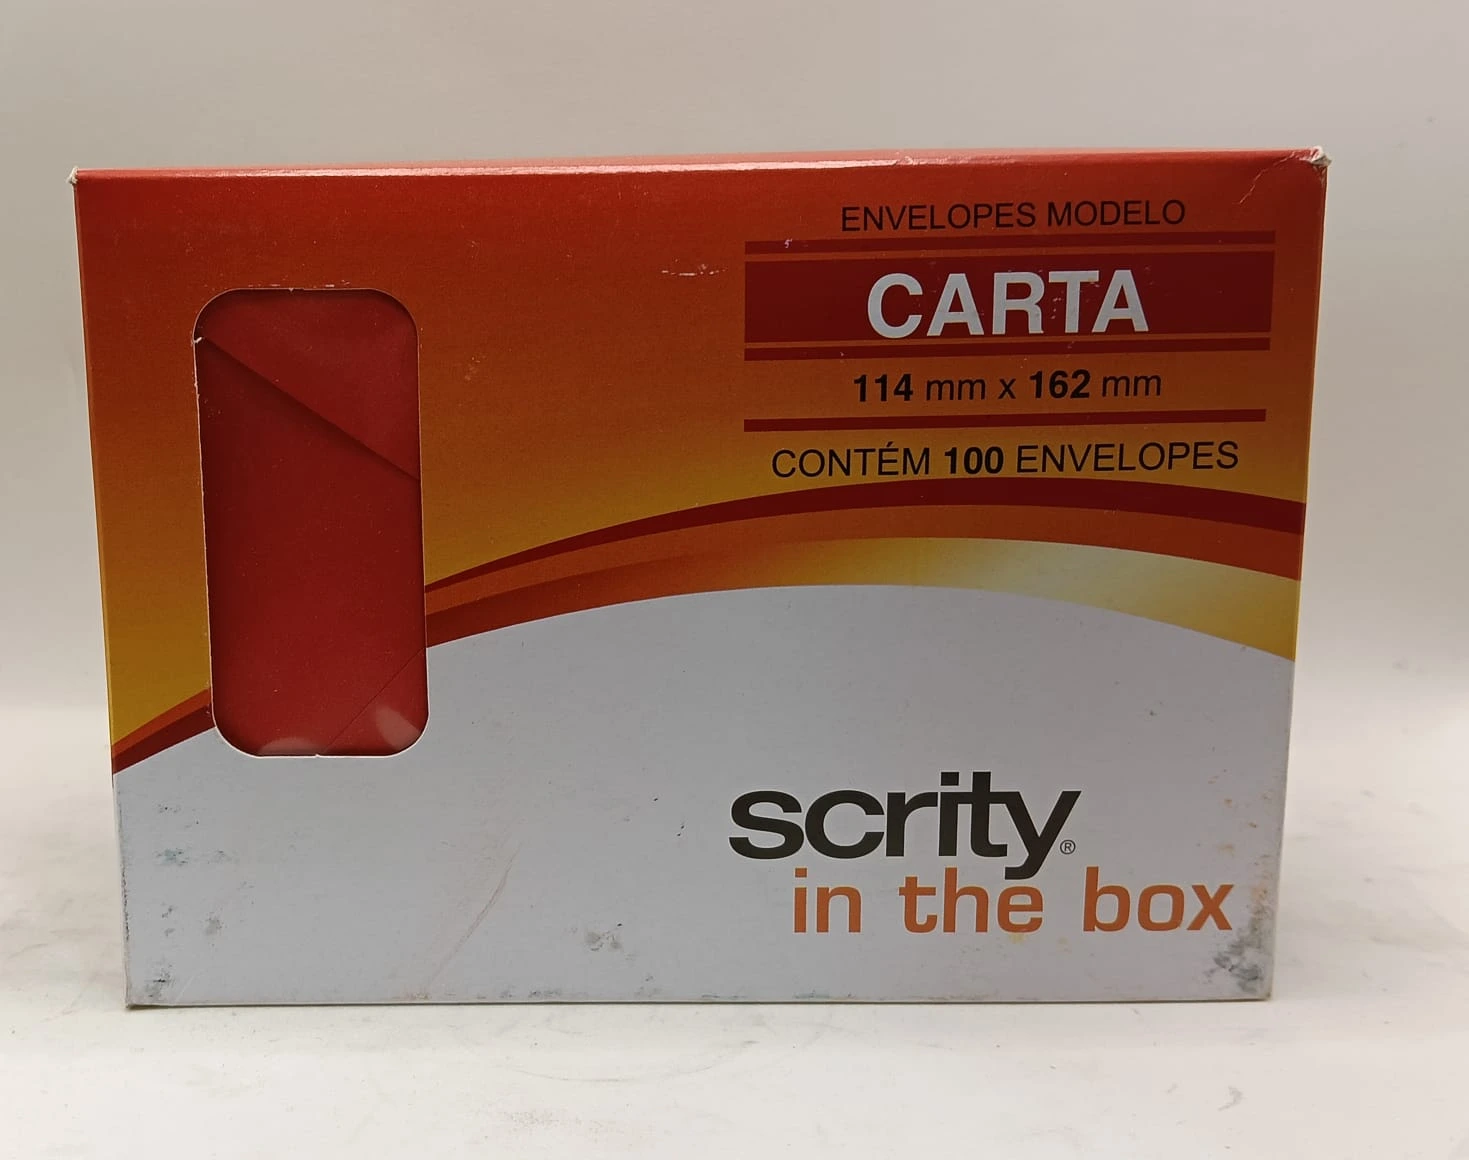 ENVELOPES MODELO
CARTA
114 mm x 162 mm
CONTÉM 100 ENVELOPES
scrity®
in the box